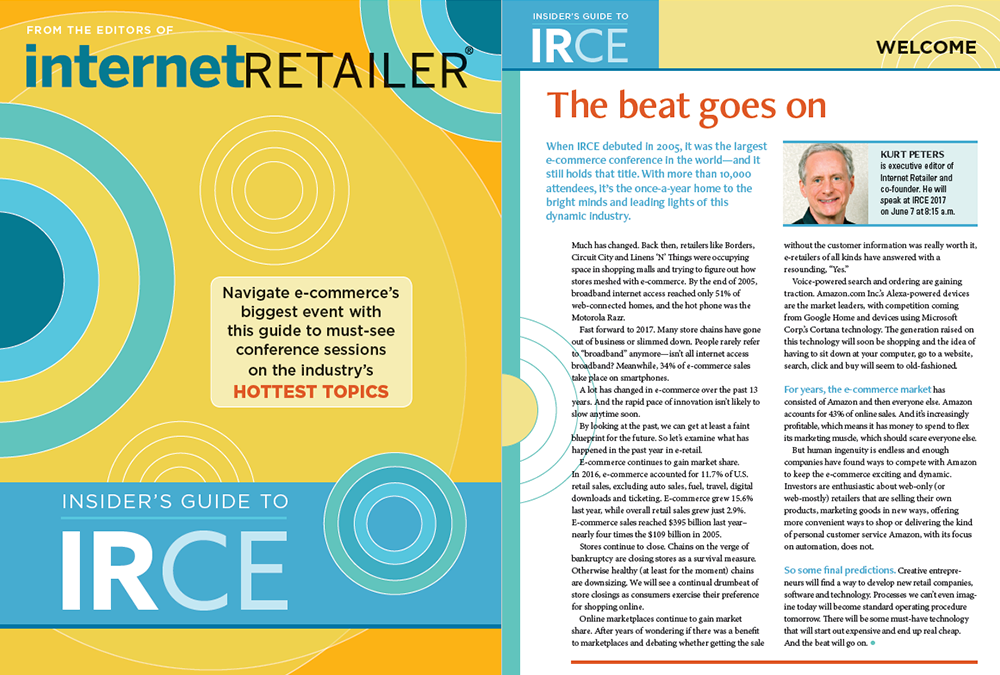 FROM THE EDITORS OF
internetRETAILER®
Navigate e-commerce's
biggest event with
this guide to must-see
conference sessions
on the industry's
HOTTEST TOPICS
INSIDER'S GUIDE TO
IRCE
INSIDER'S GUIDE TO
IRCE
WELCOME
The beat goes on
When IRCE debuted in 2005, it was the largest
e-commerce conference in the world—and it
still holds that title. With more than 10,000
attendees, it's the once-a-year home to the
bright minds and leading lights of this
dynamic industry.
KURT PETERS
is executive editor of
Internet Retailer and
co-founder. He will
speak at IRCE 2017
on June 7 at 8:15 a.m.
Much has changed. Back then, retailers like Borders,
Circuit City and Linens 'N' Things were occupying
space in shopping malls and trying to figure out how
stores meshed with e-commerce. By the end of 2005,
broadband internet access reached only 51% of
web-connected homes, and the hot phone was the
Motorola Razr.
Fast forward to 2017. Many store chains have gone
out of business or slimmed down. People rarely refer
to "broadband" anymore—isn't all internet access
broadband? Meanwhile, 34% of e-commerce sales
take place on smartphones.
A lot has changed in e-commerce over the past 13
years. And the rapid pace of innovation isn't likely to
slow anytime soon.
By looking at the past, we can get at least a faint
blueprint for the future. So let's examine what has
happened in the past year in e-retail.
E-commerce continues to gain market share.
In 2016, e-commerce accounted for 11.7% of U.S.
retail sales, excluding auto sales, fuel, travel, digital
downloads and ticketing. E-commerce grew 15.6%
last year, while overall retail sales grew just 2.9%.
E-commerce sales reached $395 billion last year–
nearly four times the $109 billion in 2005.
Stores continue to close. Chains on the verge of
bankruptcy are closing stores as a survival measure.
Otherwise healthy (at least for the moment) chains
are downsizing. We will see a continual drumbeat of
store closings as consumers exercise their preference
for shopping online.
Online marketplaces continue to gain market
share. After years of wondering if there was a benefit
to marketplaces and debating whether getting the sale
without the customer information was really worth it,
e-retailers of all kinds have answered with a
resounding, "Yes."
Voice-powered search and ordering are gaining
traction. Amazon.com Inc.'s Alexa-powered devices
are the market leaders, with competition coming
from Google Home and devices using Microsoft
Corp.'s Cortana technology. The generation raised on
this technology will soon be shopping and the idea of
having to sit down at your computer, go to a website,
search, click and buy will seem to old-fashioned.
For years, the e-commerce market has
consisted of Amazon and then everyone else. Amazon
accounts for 43% of online sales. And it's increasingly
profitable, which means it has money to spend to flex
its marketing muscle, which should scare everyone else.
But human ingenuity is endless and enough
companies have found ways to compete with Amazon
to keep the e-commerce exciting and dynamic.
Investors are enthusiastic about web-only (or
web-mostly) retailers that are selling their own
products, marketing goods in new ways, offering
more convenient ways to shop or delivering the kind
of personal customer service Amazon, with its focus
on automation, does not.
So some final predictions. Creative entrepre-
neurs will find a way to develop new retail companies,
software and technology. Processes we can't even imag-
ine today will become standard operating procedure
tomorrow. There will be some must-have technology
that will start out expensive and end up real cheap.
And the beat will go on.